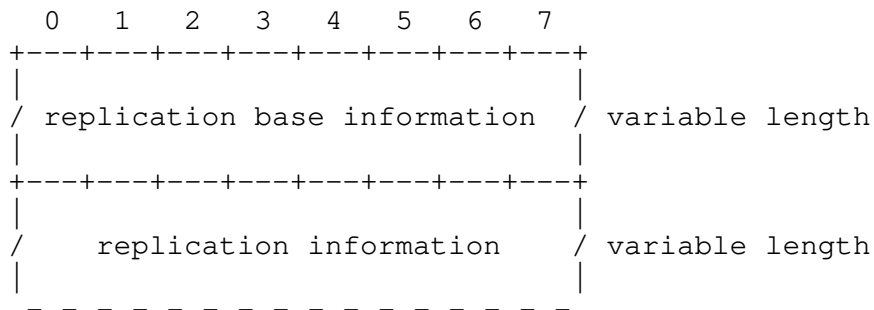 0 1 2 3 4 5 6 7
+---+---+---+---+---+---+---+---+
| |
/ replication base information / variable length
| |
+---+---+---+---+---+---+---+---+
| |
/ replication information / variable length
| |
- - - - - - - - - - - - - - - -